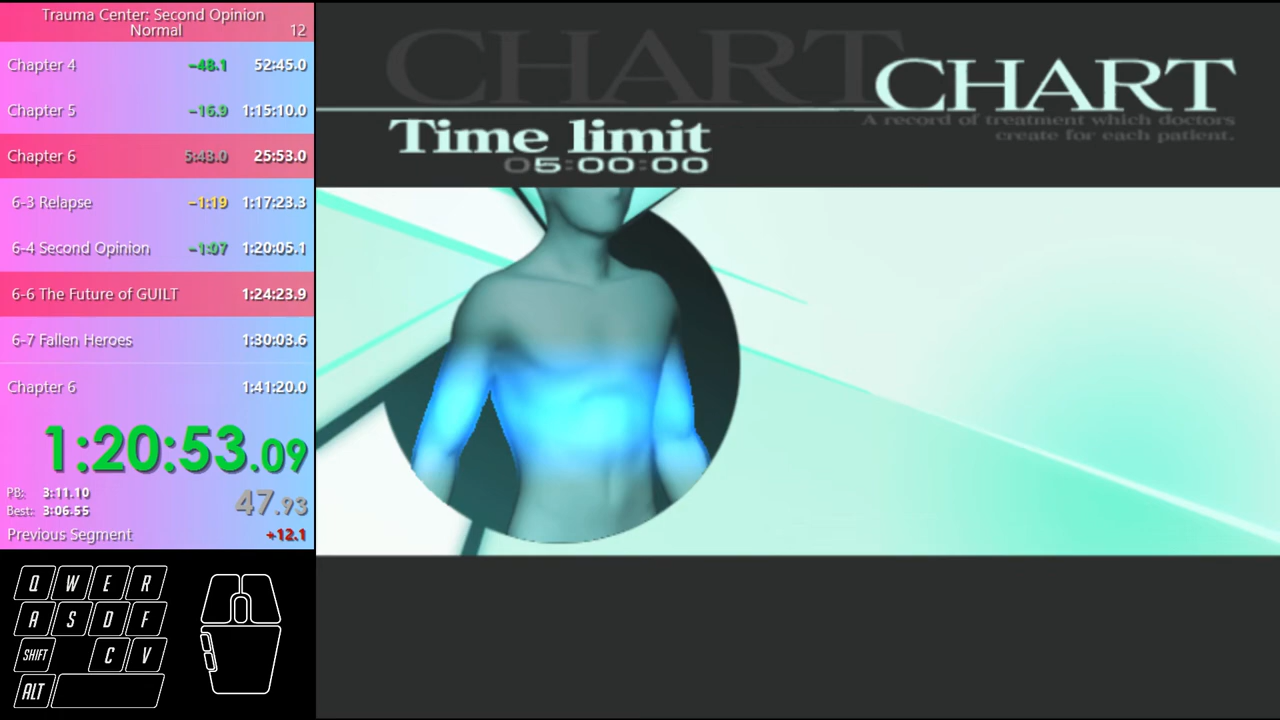 Trauma Center: Second Opinion
Normal 12
Chapter 4 -48.1 52:45.0
Chapter 5 -16.9 1:15:10.0
Chapter 6 5:43.0 25:53.0
6-3 Relapse -1:19 1:17:23.3
6-4 Second Opinion -1:07 1:20:05.1
6-6 The Future of GUILT 1:24:23.9
6-7 Fallen Heroes 1:30:03.6
Chapter 6 1:41:20.0
1:20:53.09
PB: 3:11.10
Best: 3:06.55
47.93
Previous Segment +12.1
Q W E R
A S D F
SHIFT C V
ALT
CHART
CHART
A record of treatment which doctors
create for each patient.
Time limit
05:00:00